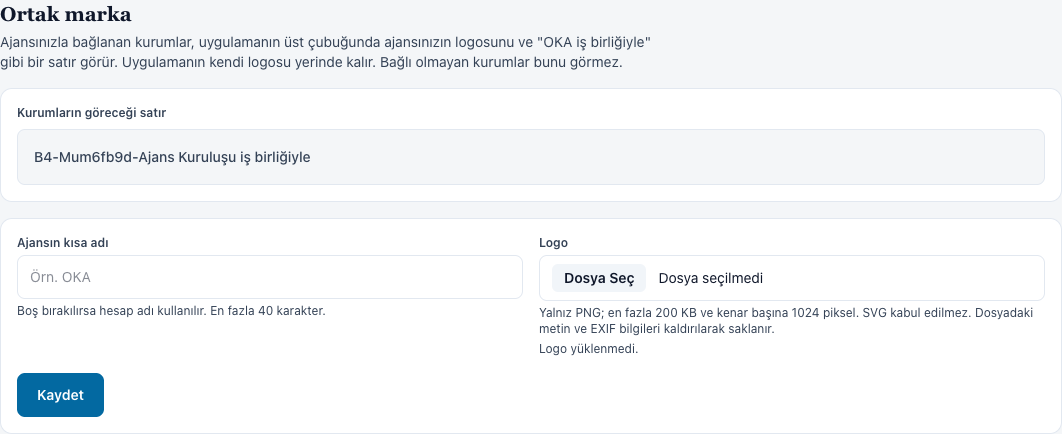 Ortak marka
Ajansınızla bağlanan kurumlar, uygulamanın üst çubuğunda ajansınızın logosunu ve "OKA iş birliğiyle"
gibi bir satır görür. Uygulamanın kendi logosu yerinde kalır. Bağlı olmayan kurumlar bunu görmez.
Kurumların göreceği satır
B4-Mum6fb9d-Ajans Kuruluşu iş birliğiyle
Ajansın kısa adı
Örn. OKA
Boş bırakılırsa hesap adı kullanılır. En fazla 40 karakter.
Logo
Dosya Seç Dosya seçilmedi
Yalnız PNG; en fazla 200 KB ve kenar başına 1024 piksel. SVG kabul edilmez. Dosyadaki
metin ve EXIF bilgileri kaldırılarak saklanır.
Logo yüklenmedi.
Kaydet